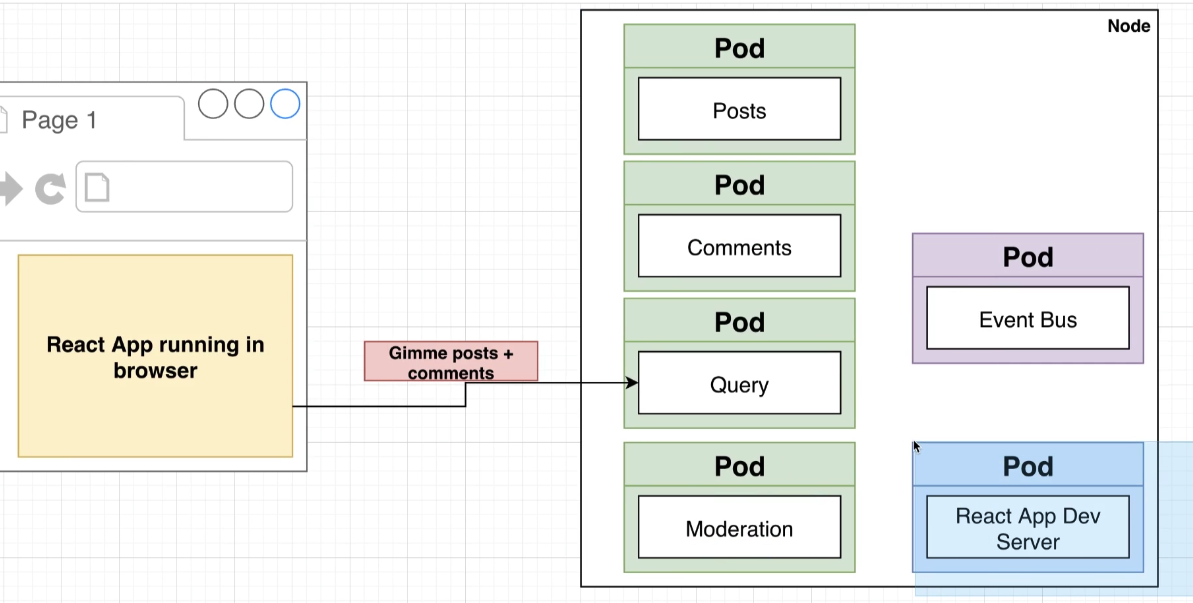 Node
Page 1
React App running in
browser
Gimme posts +
comments
Pod
Posts
Pod
Comments
Pod
Query
Pod
Moderation
Pod
Event Bus
Pod
React App Dev
Server